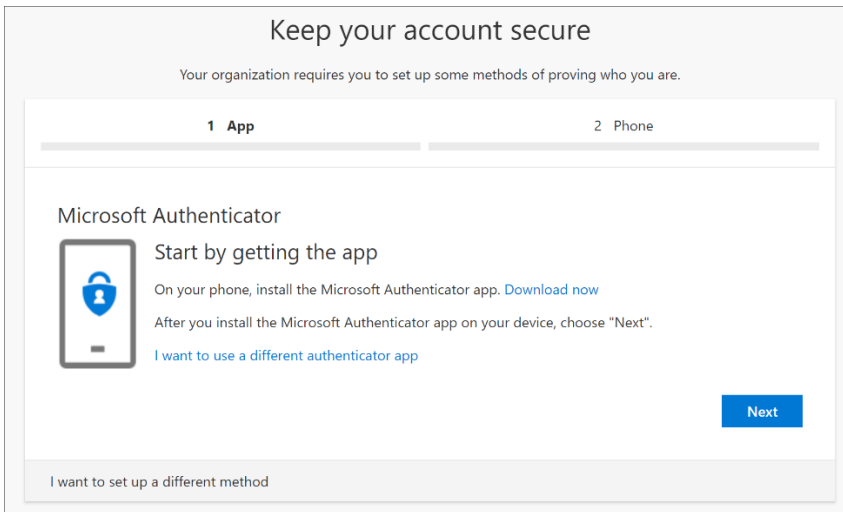 Keep your account secure
Your organization requires you to set up some methods of proving who you are.
1 App
2 Phone
Microsoft Authenticator
Start by getting the app
On your phone, install the Microsoft Authenticator app. Download now
After you install the Microsoft Authenticator app on your device, choose "Next".
I want to use a different authenticator app
Next
I want to set up a different method